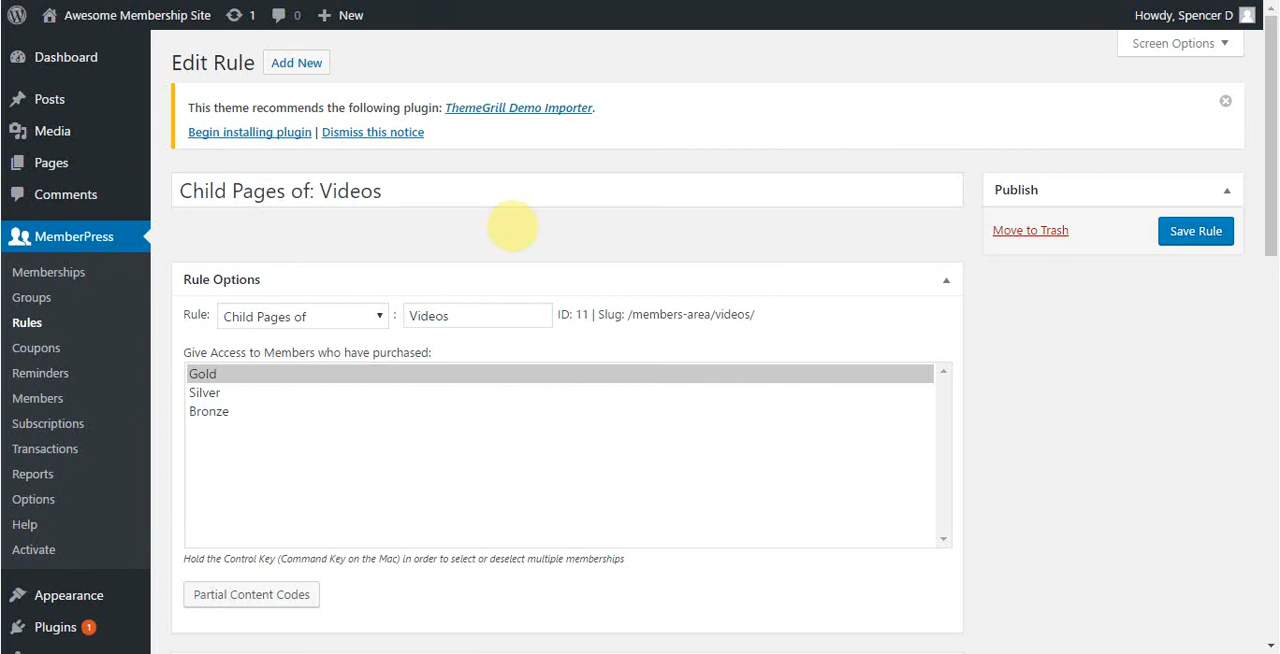 Awesome Membership Site 1 0 New Howdy, Spencer D
Screen Options ▼
Dashboard
Posts
Media
Pages
Comments
MemberPress
Memberships
Groups
Rules
Coupons
Reminders
Members
Subscriptions
Transactions
Reports
Options
Help
Activate
Appearance
Plugins 1
Edit Rule Add New
This theme recommends the following plugin: ThemeGrill Demo Importer.
Begin installing plugin | Dismiss this notice
Child Pages of: Videos
Rule Options
Rule: Child Pages of : Videos ID: 11 | Slug: /members-area/videos/
Give Access to Members who have purchased:
Gold
Silver
Bronze
Hold the Control Key (Command Key on the Mac) in order to select or deselect multiple memberships
Partial Content Codes
Publish
Move to Trash Save Rule